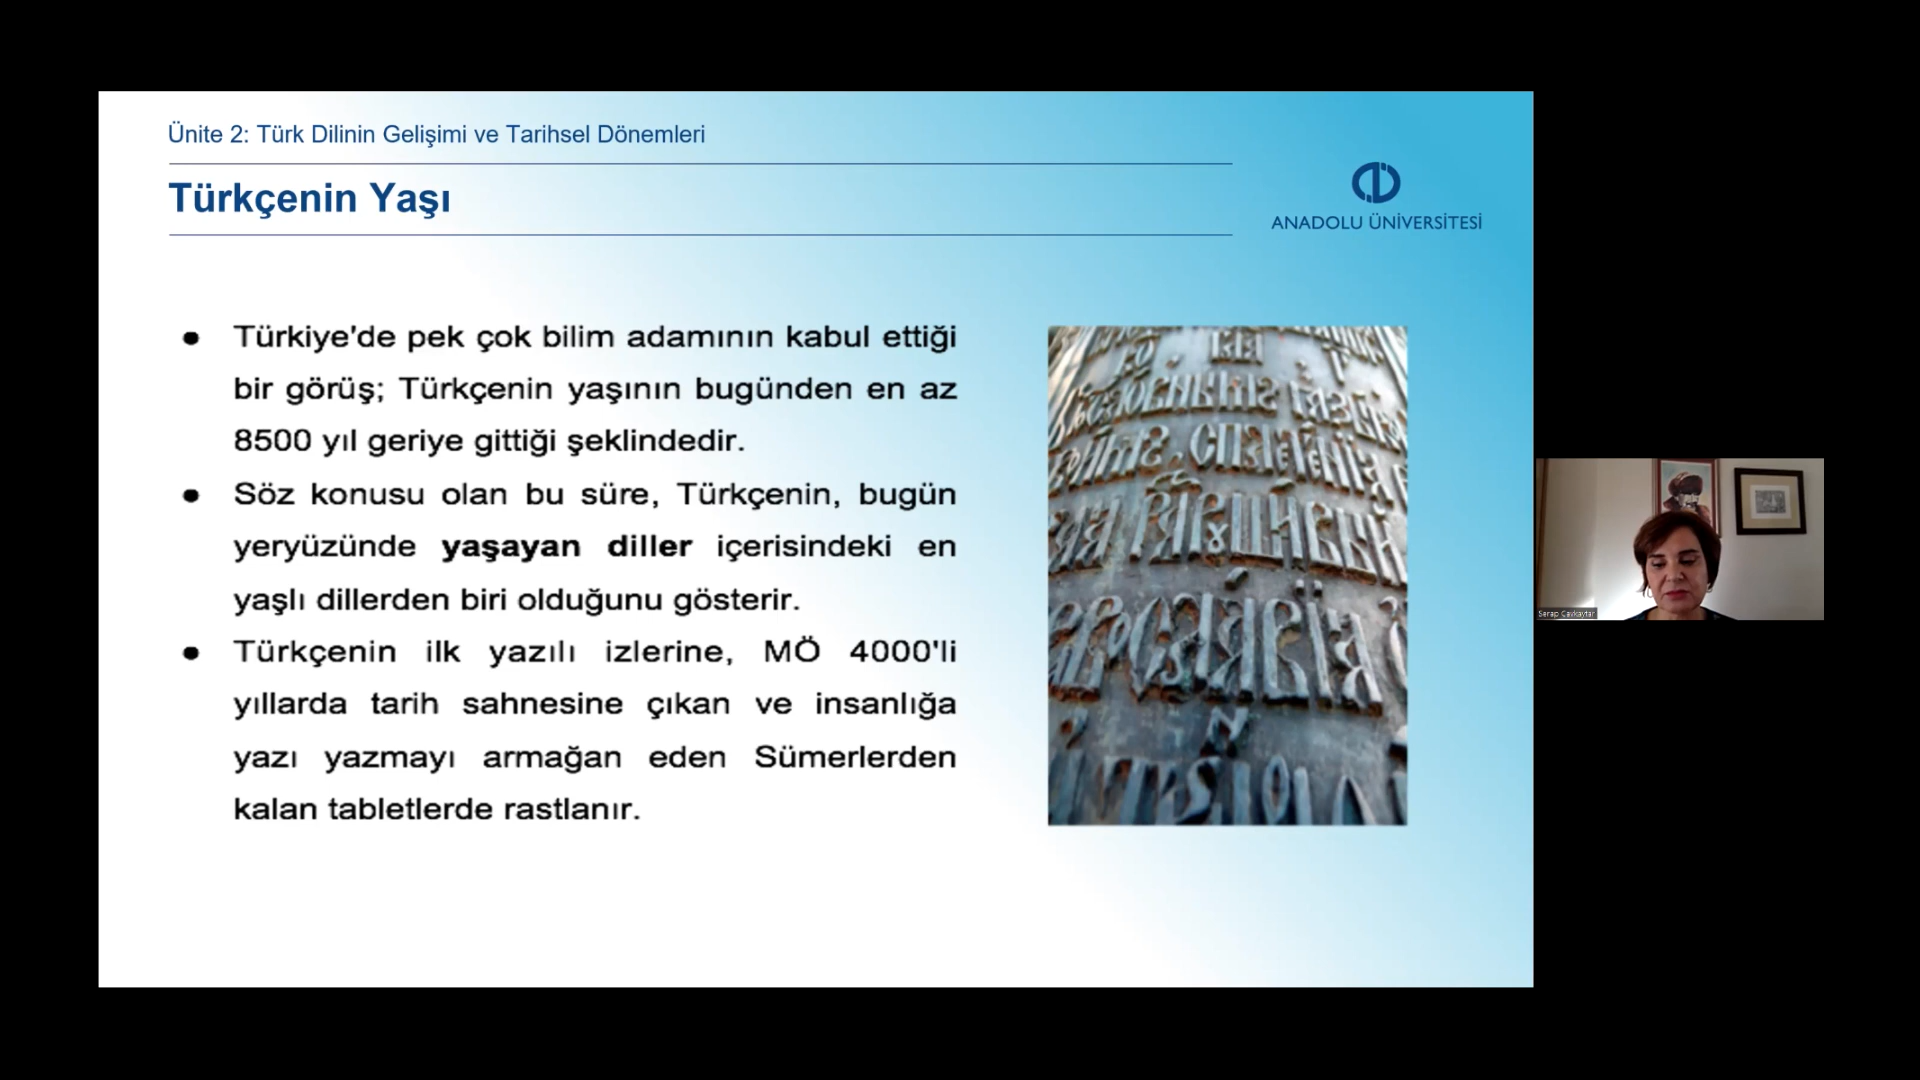 Ünite 2: Türk Dilinin Gelişimi ve Tarihsel Dönemleri
Türkçenin Yaşı
ANADOLU ÜNİVERSİTESİ
● Türkiye'de pek çok bilim adamının kabul ettiği
bir görüş; Türkçenin yaşının bugünden en az
8500 yıl geriye gittiği şeklindedir.
● Söz konusu olan bu süre, Türkçenin, bugün
yeryüzünde yaşayan diller içerisindeki en
yaşlı dillerden biri olduğunu gösterir.
● Türkçenin ilk yazılı izlerine, MÖ 4000'li
yıllarda tarih sahnesine çıkan ve insanlığa
yazı yazmayı armağan eden Sümerlerden
kalan tabletlerde rastlanır.
Serap Cavkaytar